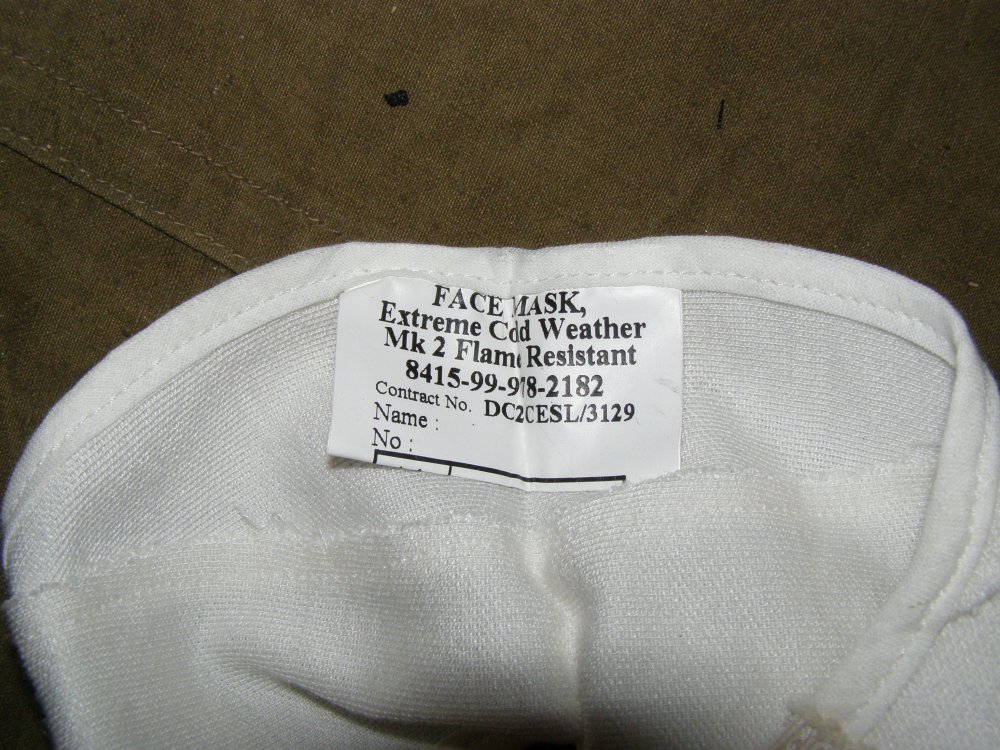 FACE MASK,
Extreme Cold Weather
Mk 2 Flame Resistant
8415-99-978-2182
Contract No. DC2CESL/3129
Name :
No :